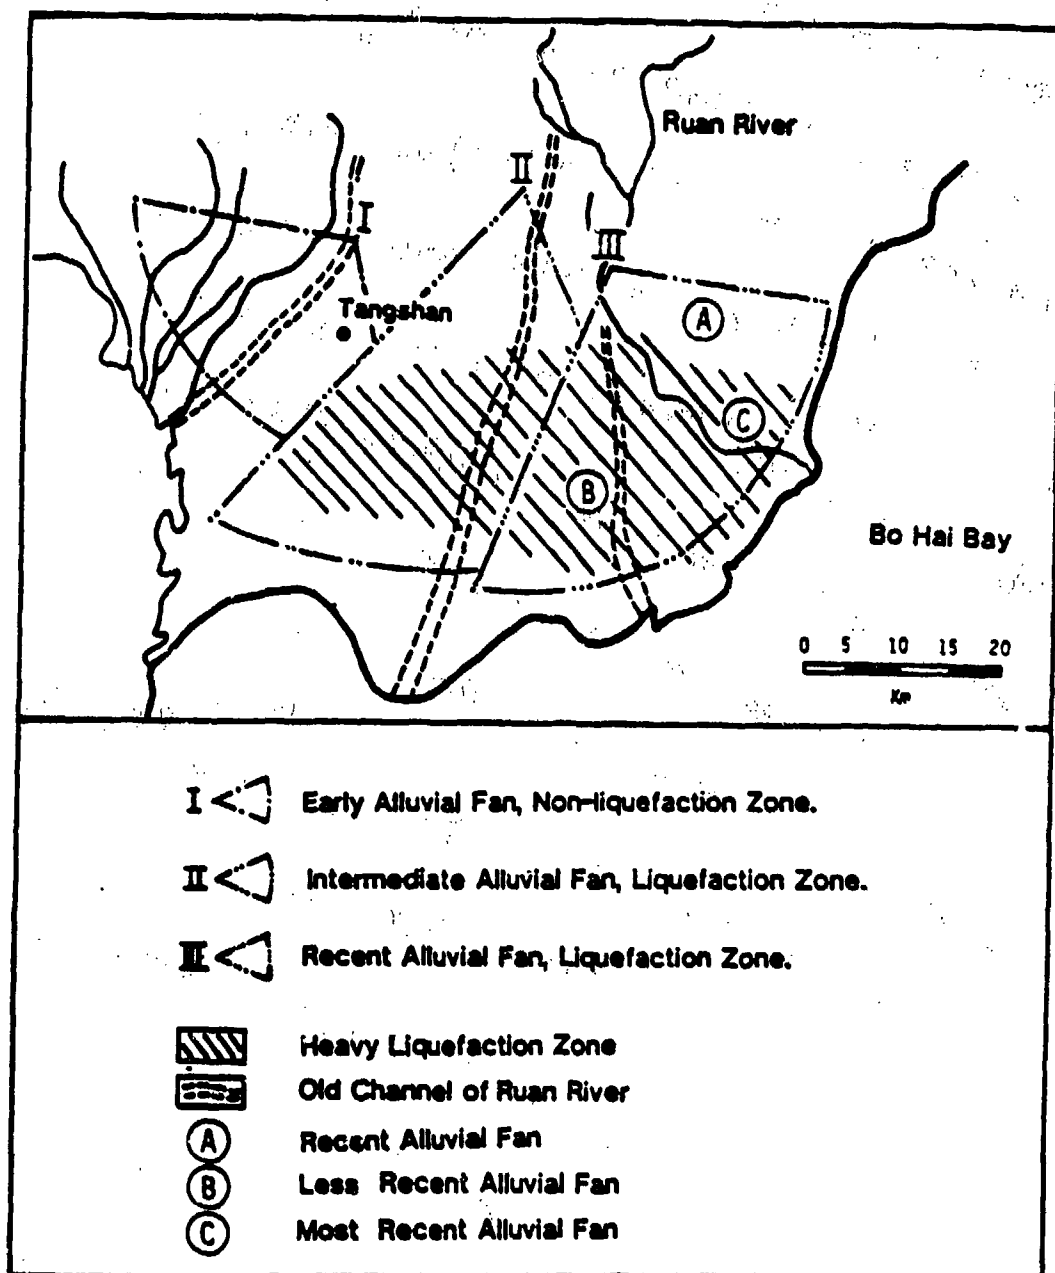 Ruan River
II
I
III
Tangshan
A
C
B
Bo Hai Bay
0 5 10 15 20
Km
I Early Alluvial Fan, Non-liquefaction Zone.
II Intermediate Alluvial Fan, Liquefaction Zone.
III Recent Alluvial Fan, Liquefaction Zone.
Heavy Liquefaction Zone
Old Channel of Ruan River
A Recent Alluvial Fan
B Less Recent Alluvial Fan
C Most Recent Alluvial Fan